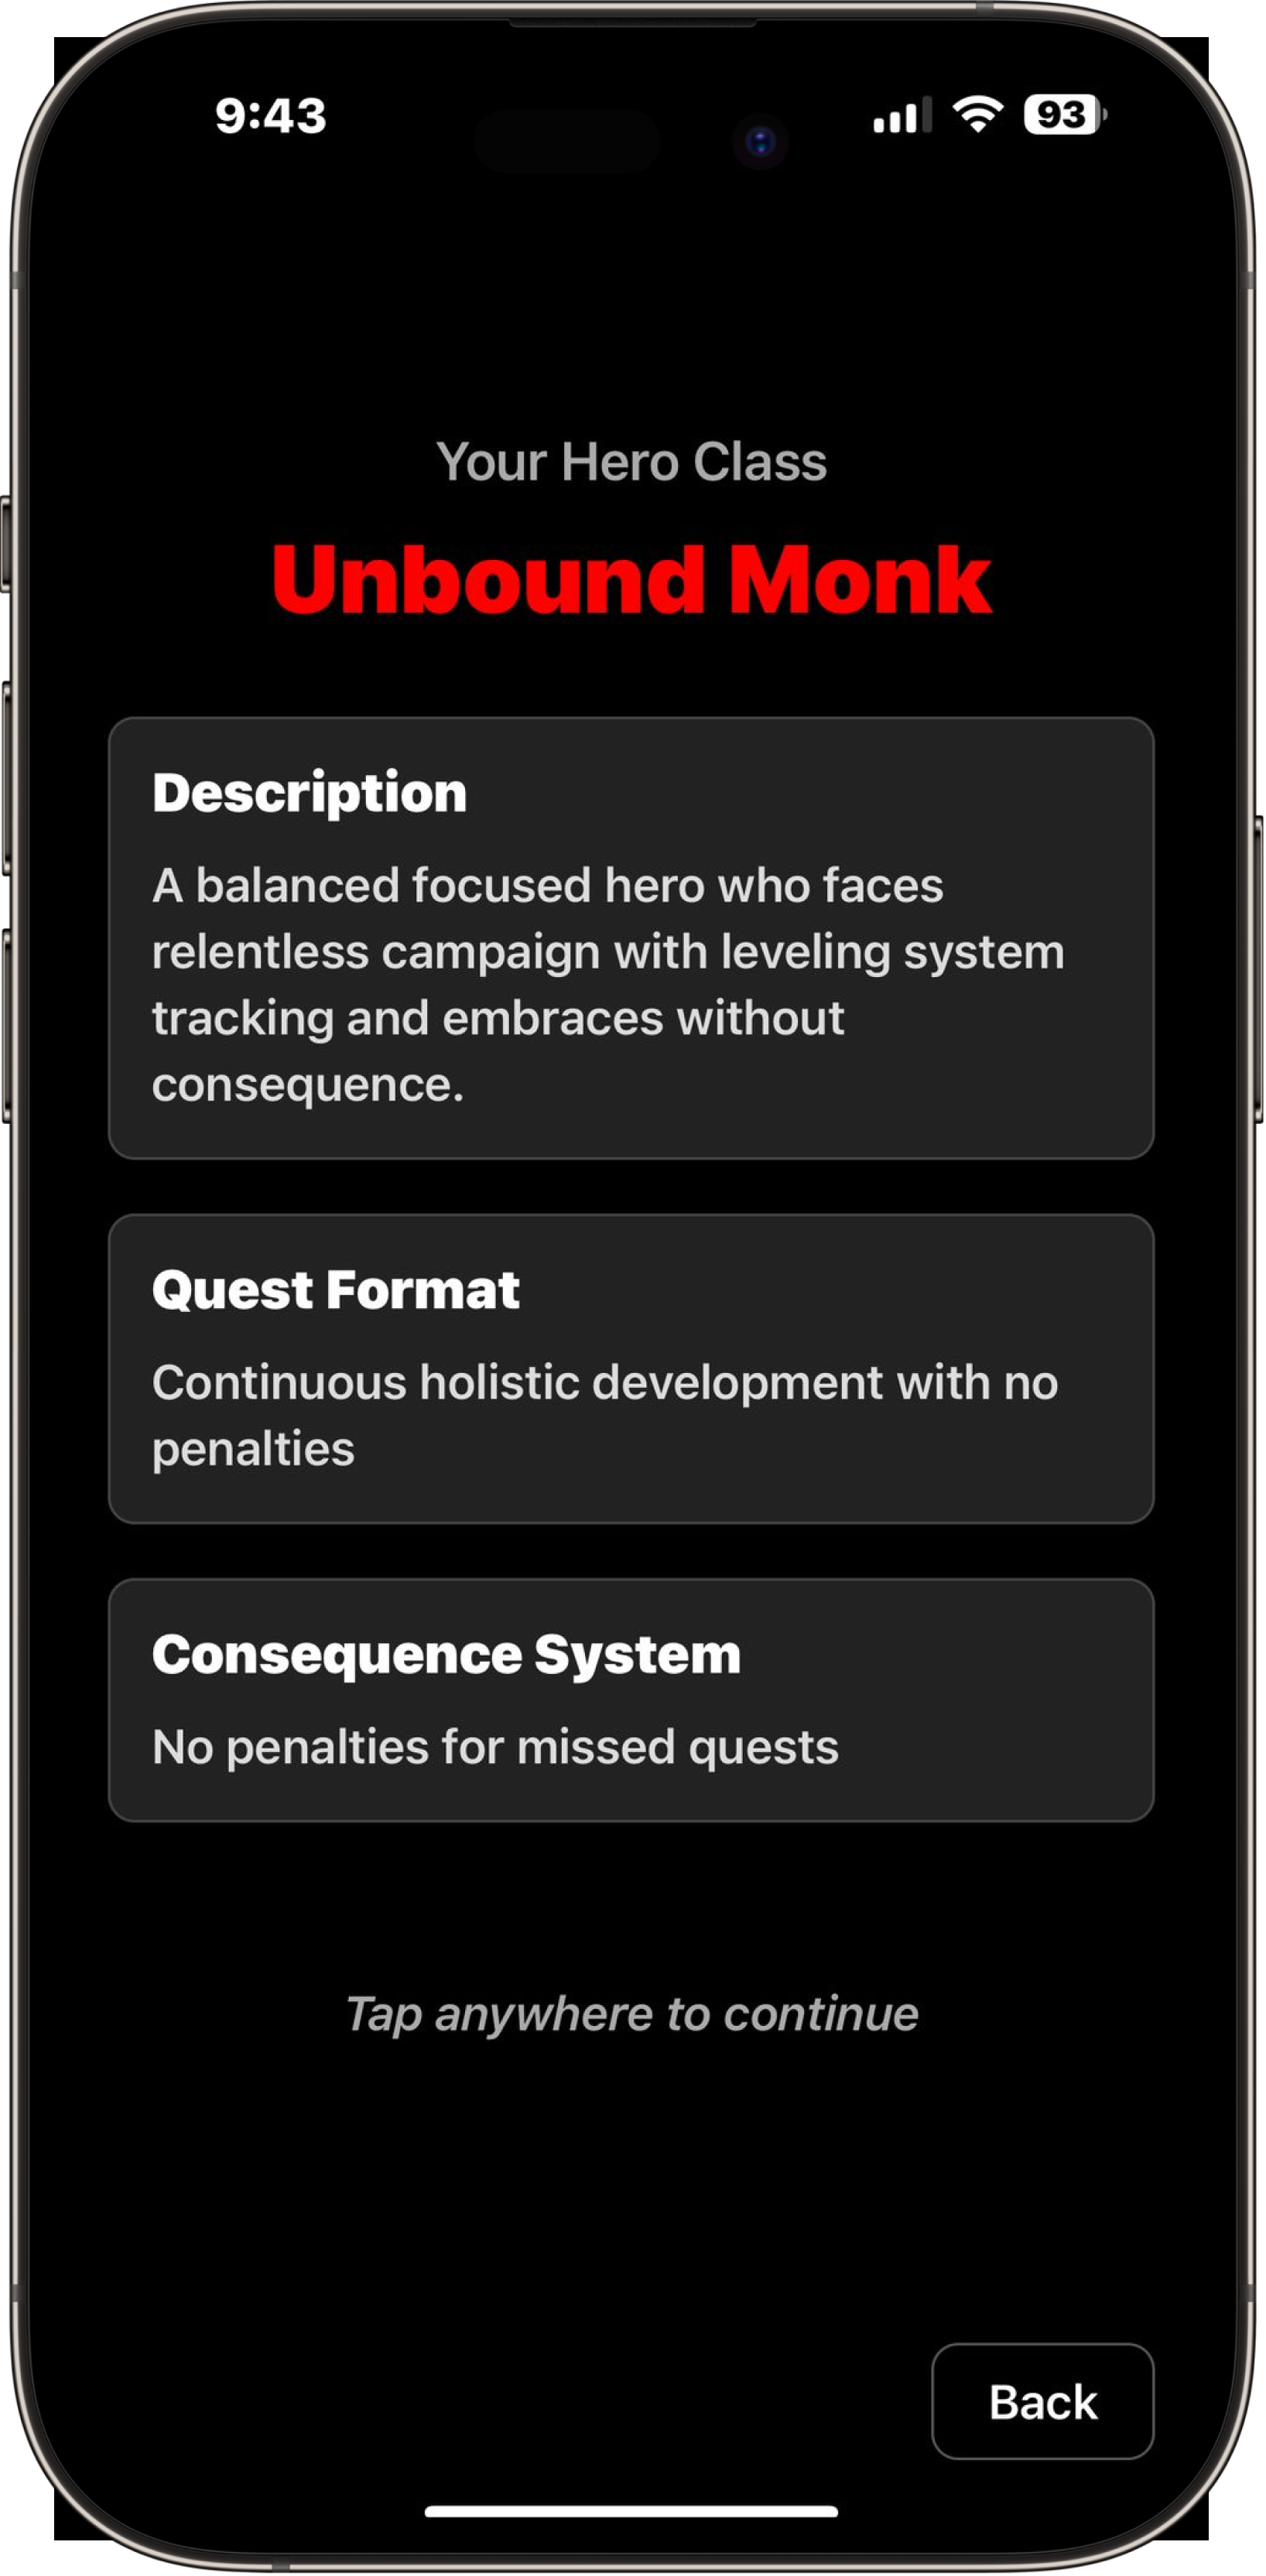 9:43
93
Your Hero Class
Unbound Monk
Description
A balanced focused hero who faces
relentless campaign with leveling system
tracking and embraces without
consequence.
Quest Format
Continuous holistic development with no
penalties
Consequence System
No penalties for missed quests
Tap anywhere to continue
Back